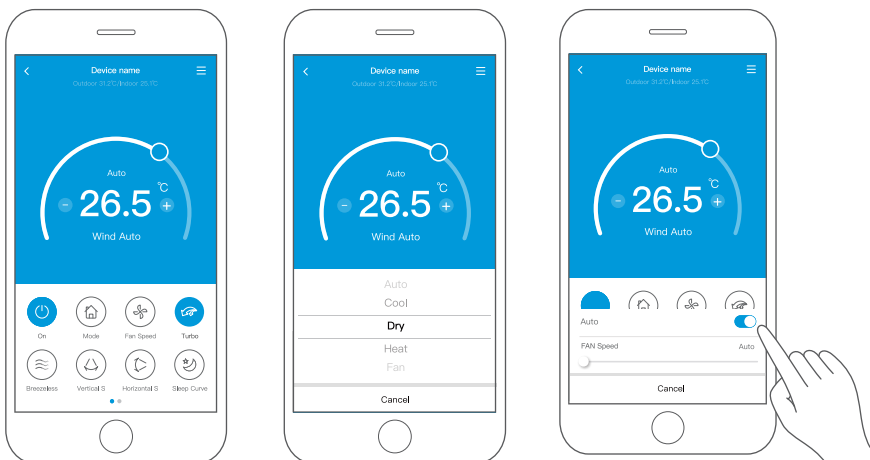 Device name
Outdoor 31.2℃/Indoor 25.1℃
Auto
26.5 ℃
Wind Auto
On Mode Fan Speed Turbo
Breezeless Vertical S Horizontal S Sleep Curve
Device name
Outdoor 31.2℃/Indoor 25.1℃
Auto
26.5 ℃
Wind Auto
Auto
Cool
Dry
Heat
Fan
Cancel
Device name
Outdoor 31.2℃/Indoor 25.1℃
Auto
26.5 ℃
Wind Auto
Auto
FAN Speed Auto
Cancel